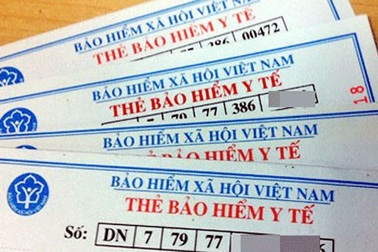 BẢO HIỂM XÃ HỘI VIỆT NAM
THẺ BẢO HIỂM Y TẾ
386 00472
BẢO HIỂM XÃ HỘI VIỆT NAM
THẺ BẢO HIỂM Y TẾ
7 79 77 386
18
BẢO HIỂM XÃ HỘI VIỆT NAM
THẺ BẢO HIỂM Y TẾ
BẢO HIỂM XÃ HỘI VIỆT NAM
THẺ BẢO HIỂM Y TẾ
Số: DN 7 79 77